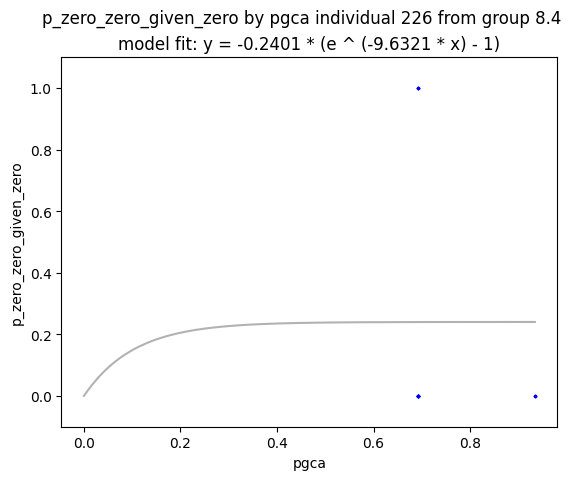 p_zero_zero_given_zero by pgca individual 226 from group 8.4
model fit: y = -0.2401 * (e ^ (-9.6321 * x) - 1)
1.0
0.8
0.6
0.4
0.2
0.0
p_zero_zero_given_zero
0.0 0.2 0.4 0.6 0.8
pgca